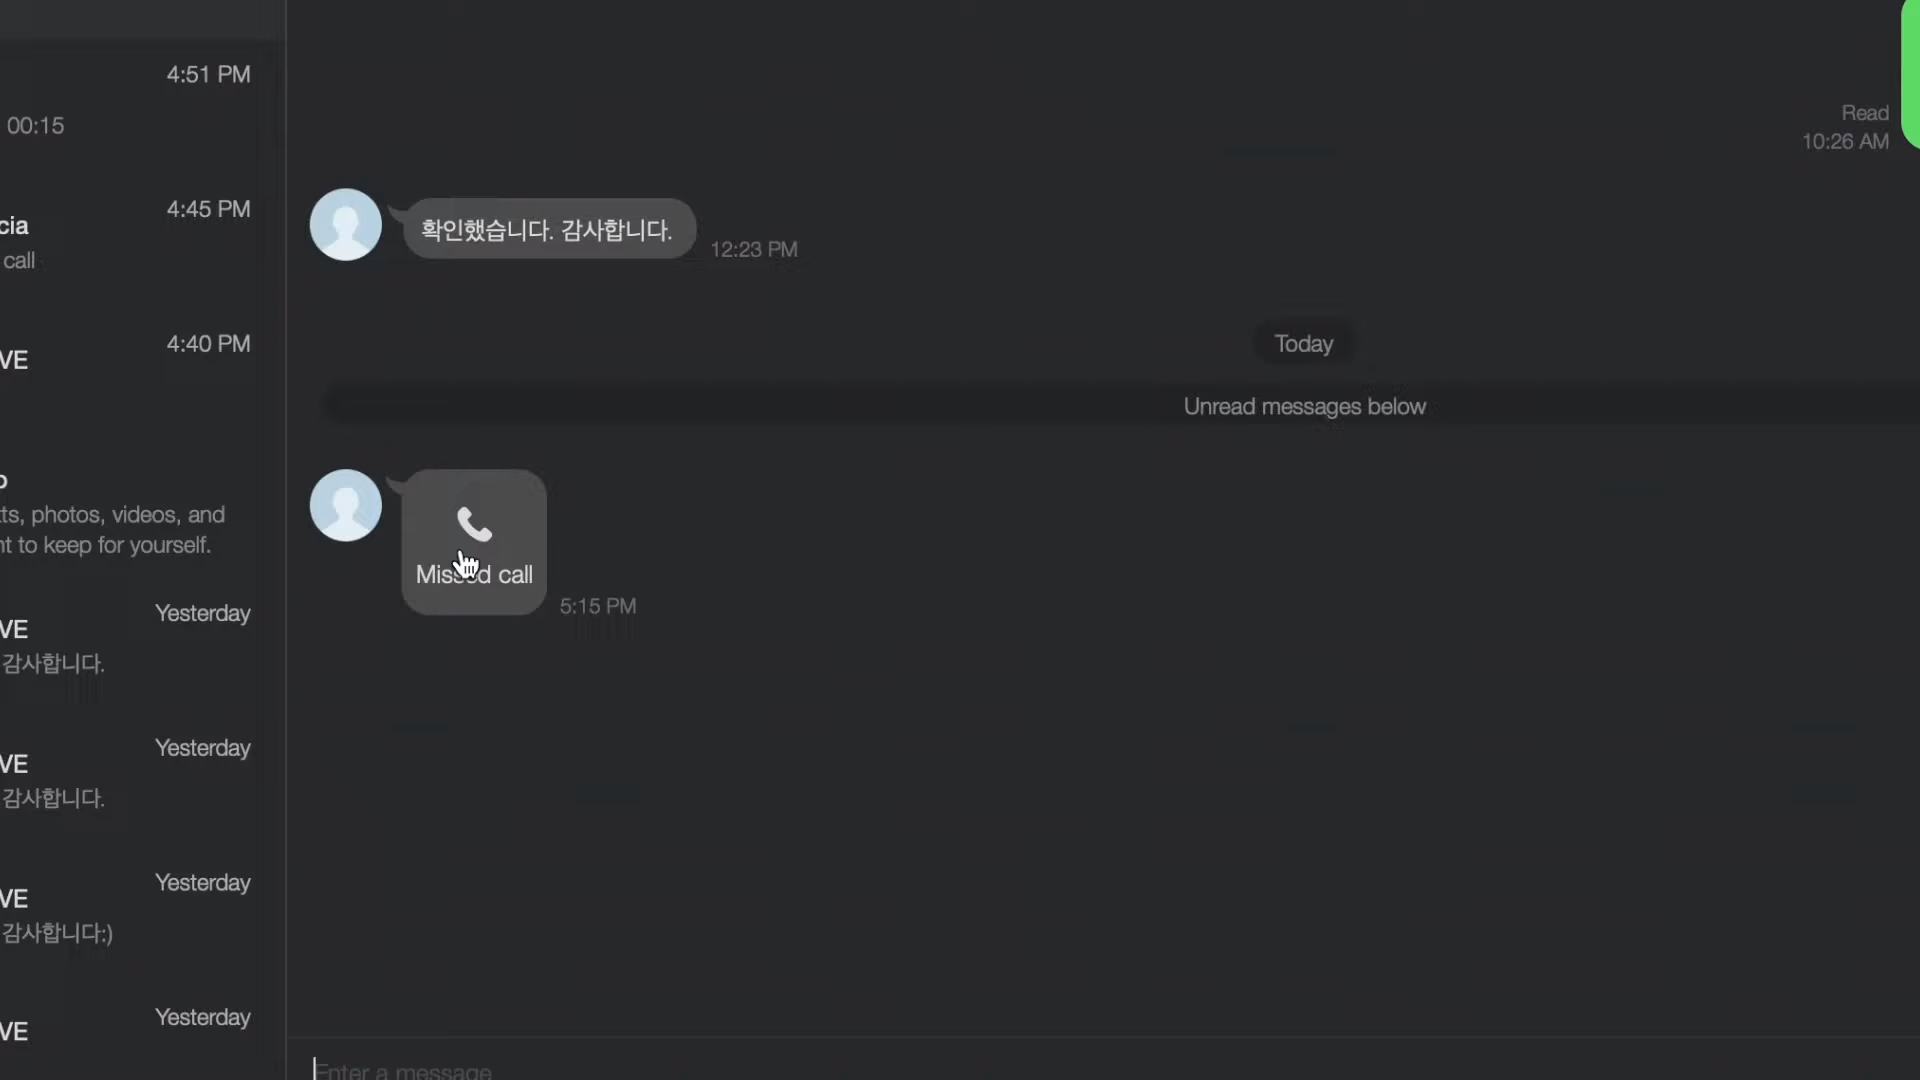 4:51 PM
00:15
4:45 PM
cia
call
4:40 PM
VE
ts, photos, videos, and
nt to keep for yourself.
Yesterday
VE
감사합니다.
Yesterday
VE
감사합니다.
Yesterday
VE
감사합니다:)
Yesterday
VE
Read
10:26 AM
확인했습니다. 감사합니다.
12:23 PM
Today
Unread messages below
Missed call
5:15 PM
Enter a message